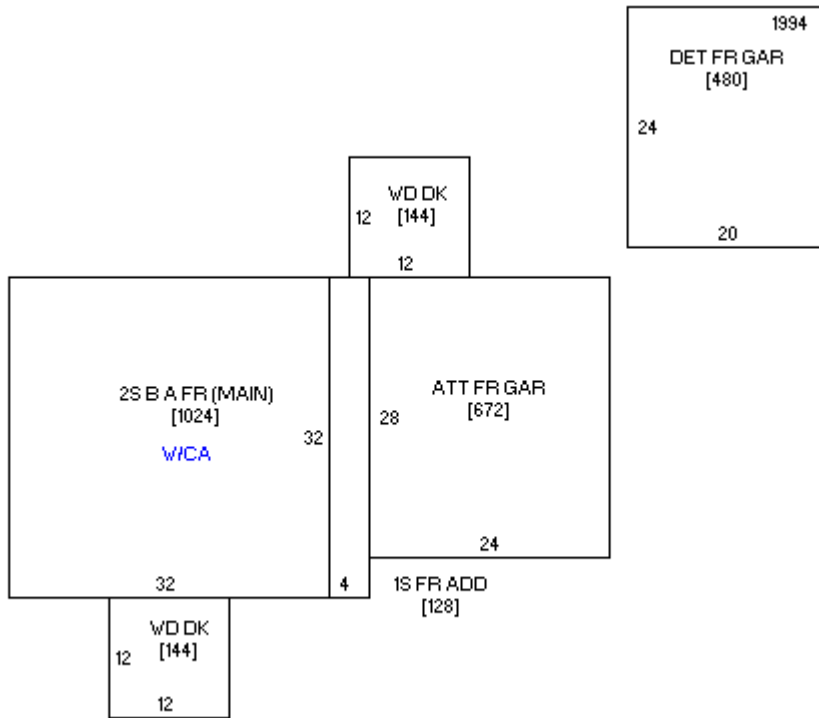 1994
DET FR GAR
[480]
24
20
WD DK
[144]
12
12
2S B A FR (MAIN)
[1024]
W/CA
32
32
4
ATT FR GAR
[672]
28
24
1S FR ADD
[128]
WD DK
[144]
12
12